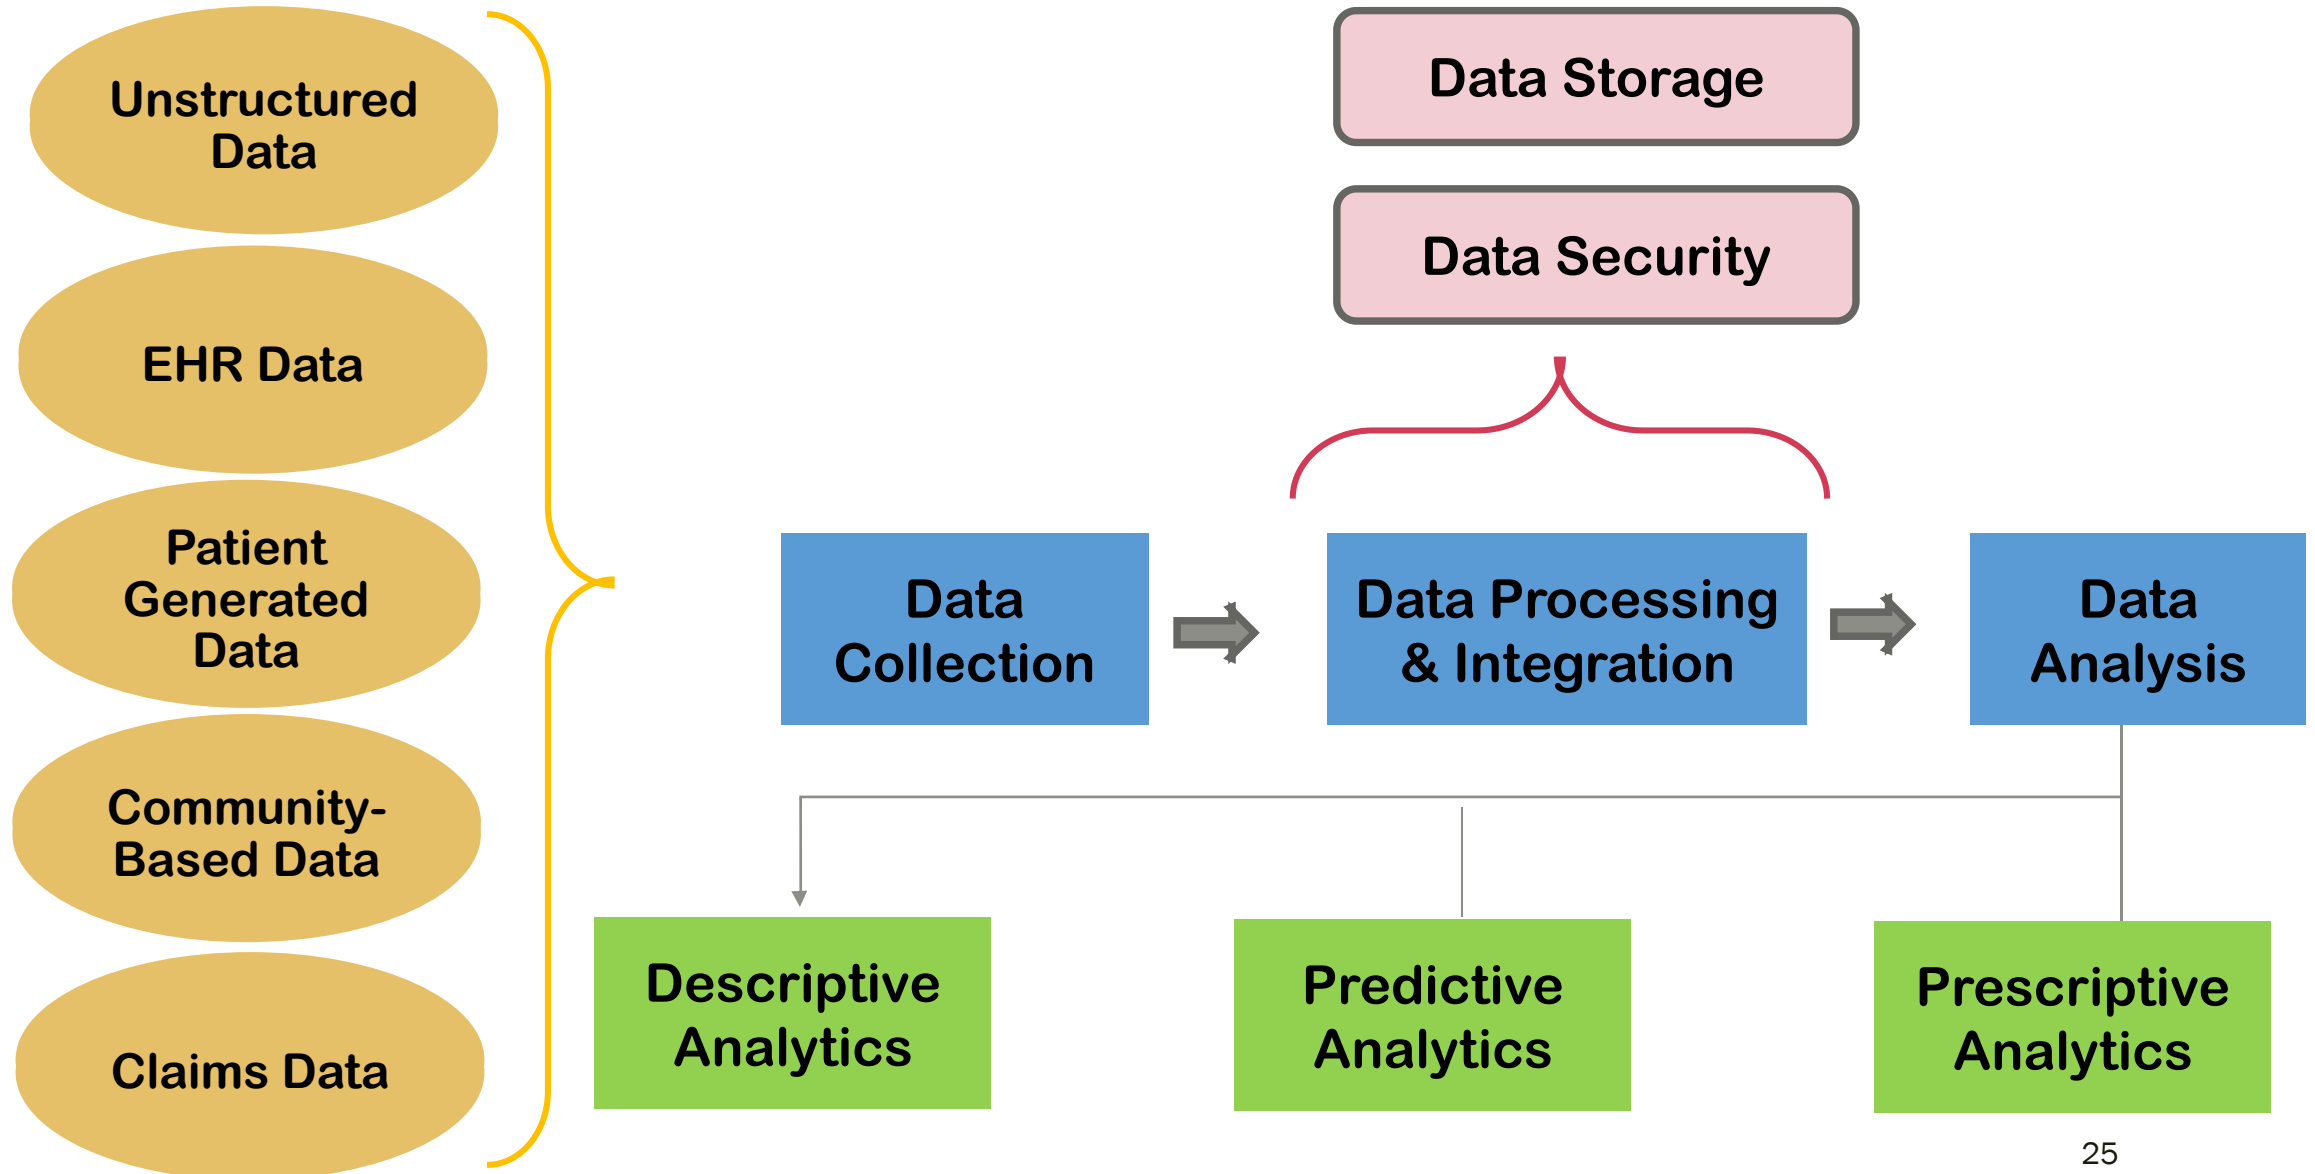 Unstructured
Data
EHR Data
Patient
Generated
Data
Community-
Based Data
Claims Data
Data Storage
Data Security
Data
Collection
Data Processing
& Integration
Data
Analysis
Descriptive
Analytics
Predictive
Analytics
Prescriptive
Analytics
25